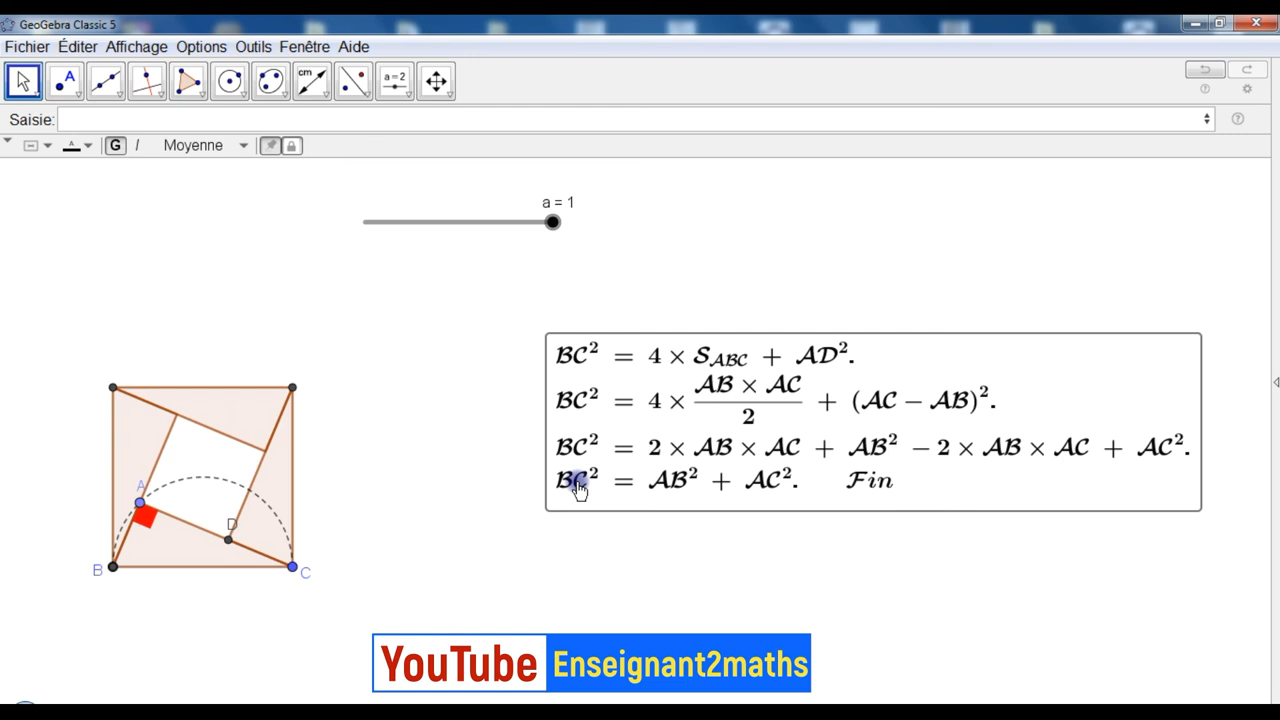 GeoGebra Classic 5
Fichier Éditer Affichage Options Outils Fenêtre Aide
A cm a=2
Saisie:
A G I Moyenne
a = 1
BC² = 4 × S_ABC + AD².
BC² = 4 × (AB × AC)/2 + (AC − AB)².
BC² = 2 × AB × AC + AB² − 2 × AB × AC + AC².
BC² = AB² + AC². Fin
A
D
B
C
YouTube Enseignant2maths